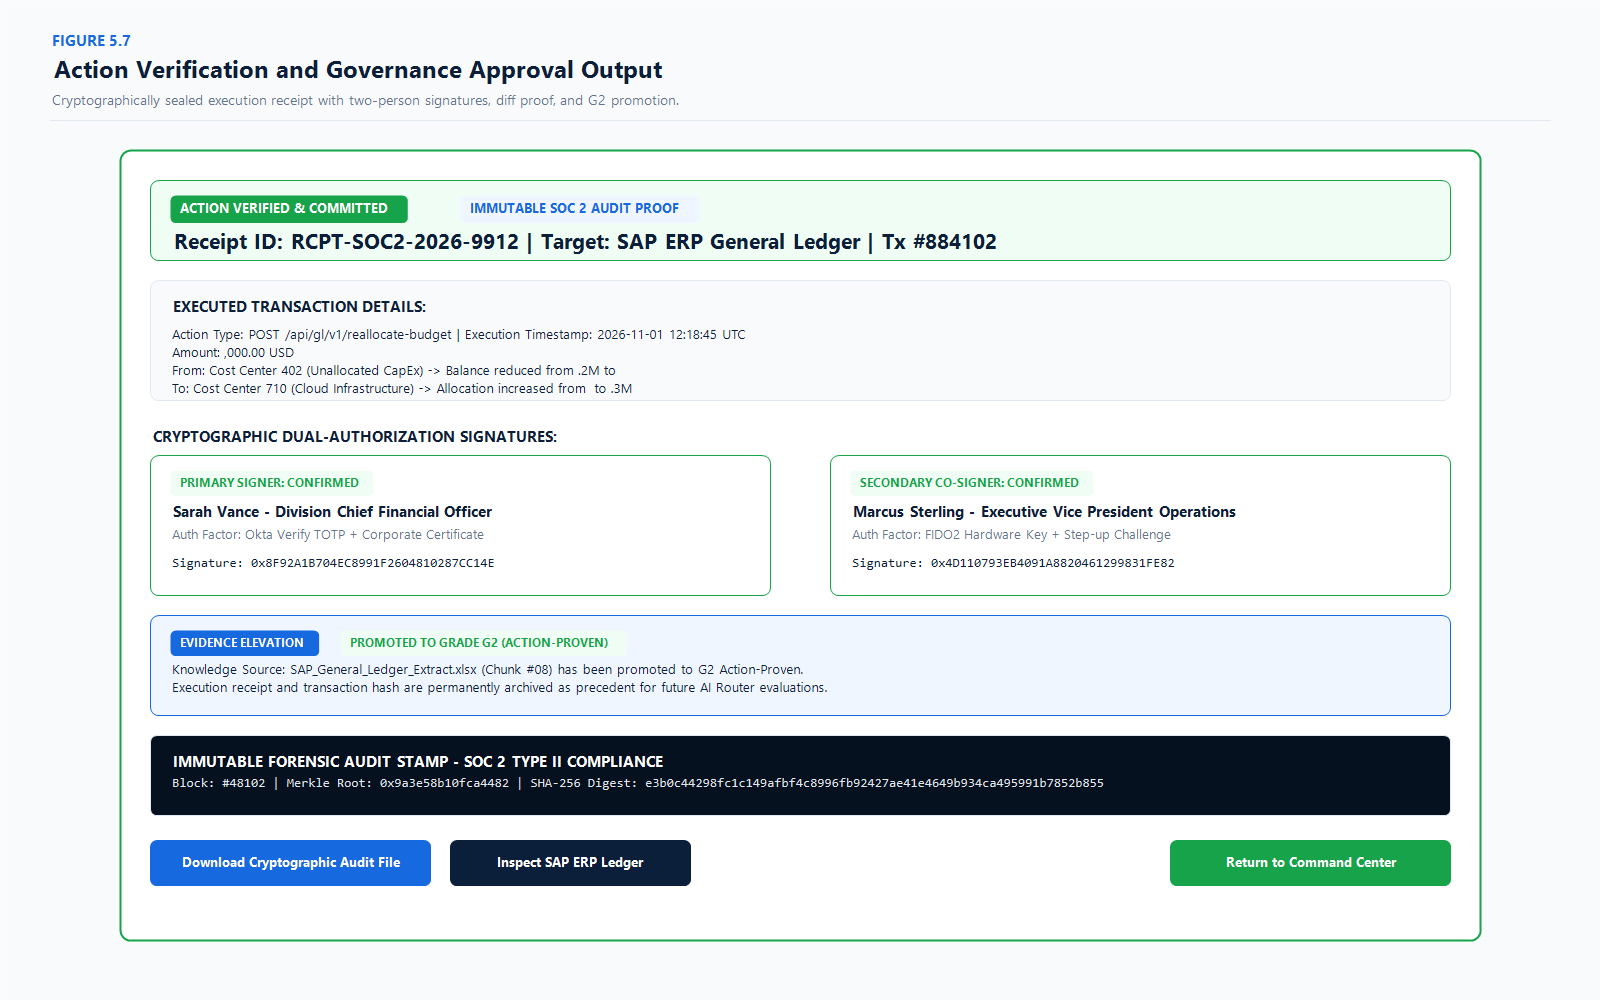 FIGURE 5.7
Action Verification and Governance Approval Output
Cryptographically sealed execution receipt with two-person signatures, diff proof, and G2 promotion.
ACTION VERIFIED & COMMITTED
IMMUTABLE SOC 2 AUDIT PROOF
Receipt ID: RCPT-SOC2-2026-9912 | Target: SAP ERP General Ledger | Tx #884102
EXECUTED TRANSACTION DETAILS:
Action Type: POST /api/gl/v1/reallocate-budget | Execution Timestamp: 2026-11-01 12:18:45 UTC
Amount: ,000.00 USD
From: Cost Center 402 (Unallocated CapEx) -> Balance reduced from .2M to
To: Cost Center 710 (Cloud Infrastructure) -> Allocation increased from  to .3M
CRYPTOGRAPHIC DUAL-AUTHORIZATION SIGNATURES:
PRIMARY SIGNER: CONFIRMED
Sarah Vance - Division Chief Financial Officer
Auth Factor: Okta Verify TOTP + Corporate Certificate
Signature: 0x8F92A1B704EC8991F2604810287CC14E
SECONDARY CO-SIGNER: CONFIRMED
Marcus Sterling - Executive Vice President Operations
Auth Factor: FIDO2 Hardware Key + Step-up Challenge
Signature: 0x4D110793EB4091A8820461299831FE82
EVIDENCE ELEVATION
PROMOTED TO GRADE G2 (ACTION-PROVEN)
Knowledge Source: SAP_General_Ledger_Extract.xlsx (Chunk #08) has been promoted to G2 Action-Proven.
Execution receipt and transaction hash are permanently archived as precedent for future AI Router evaluations.
IMMUTABLE FORENSIC AUDIT STAMP - SOC 2 TYPE II COMPLIANCE
Block: #48102 | Merkle Root: 0x9a3e58b10fca4482 | SHA-256 Digest: e3b0c44298fc1c149afbf4c8996fb92427ae41e4649b934ca495991b7852b855
Download Cryptographic Audit File
Inspect SAP ERP Ledger
Return to Command Center